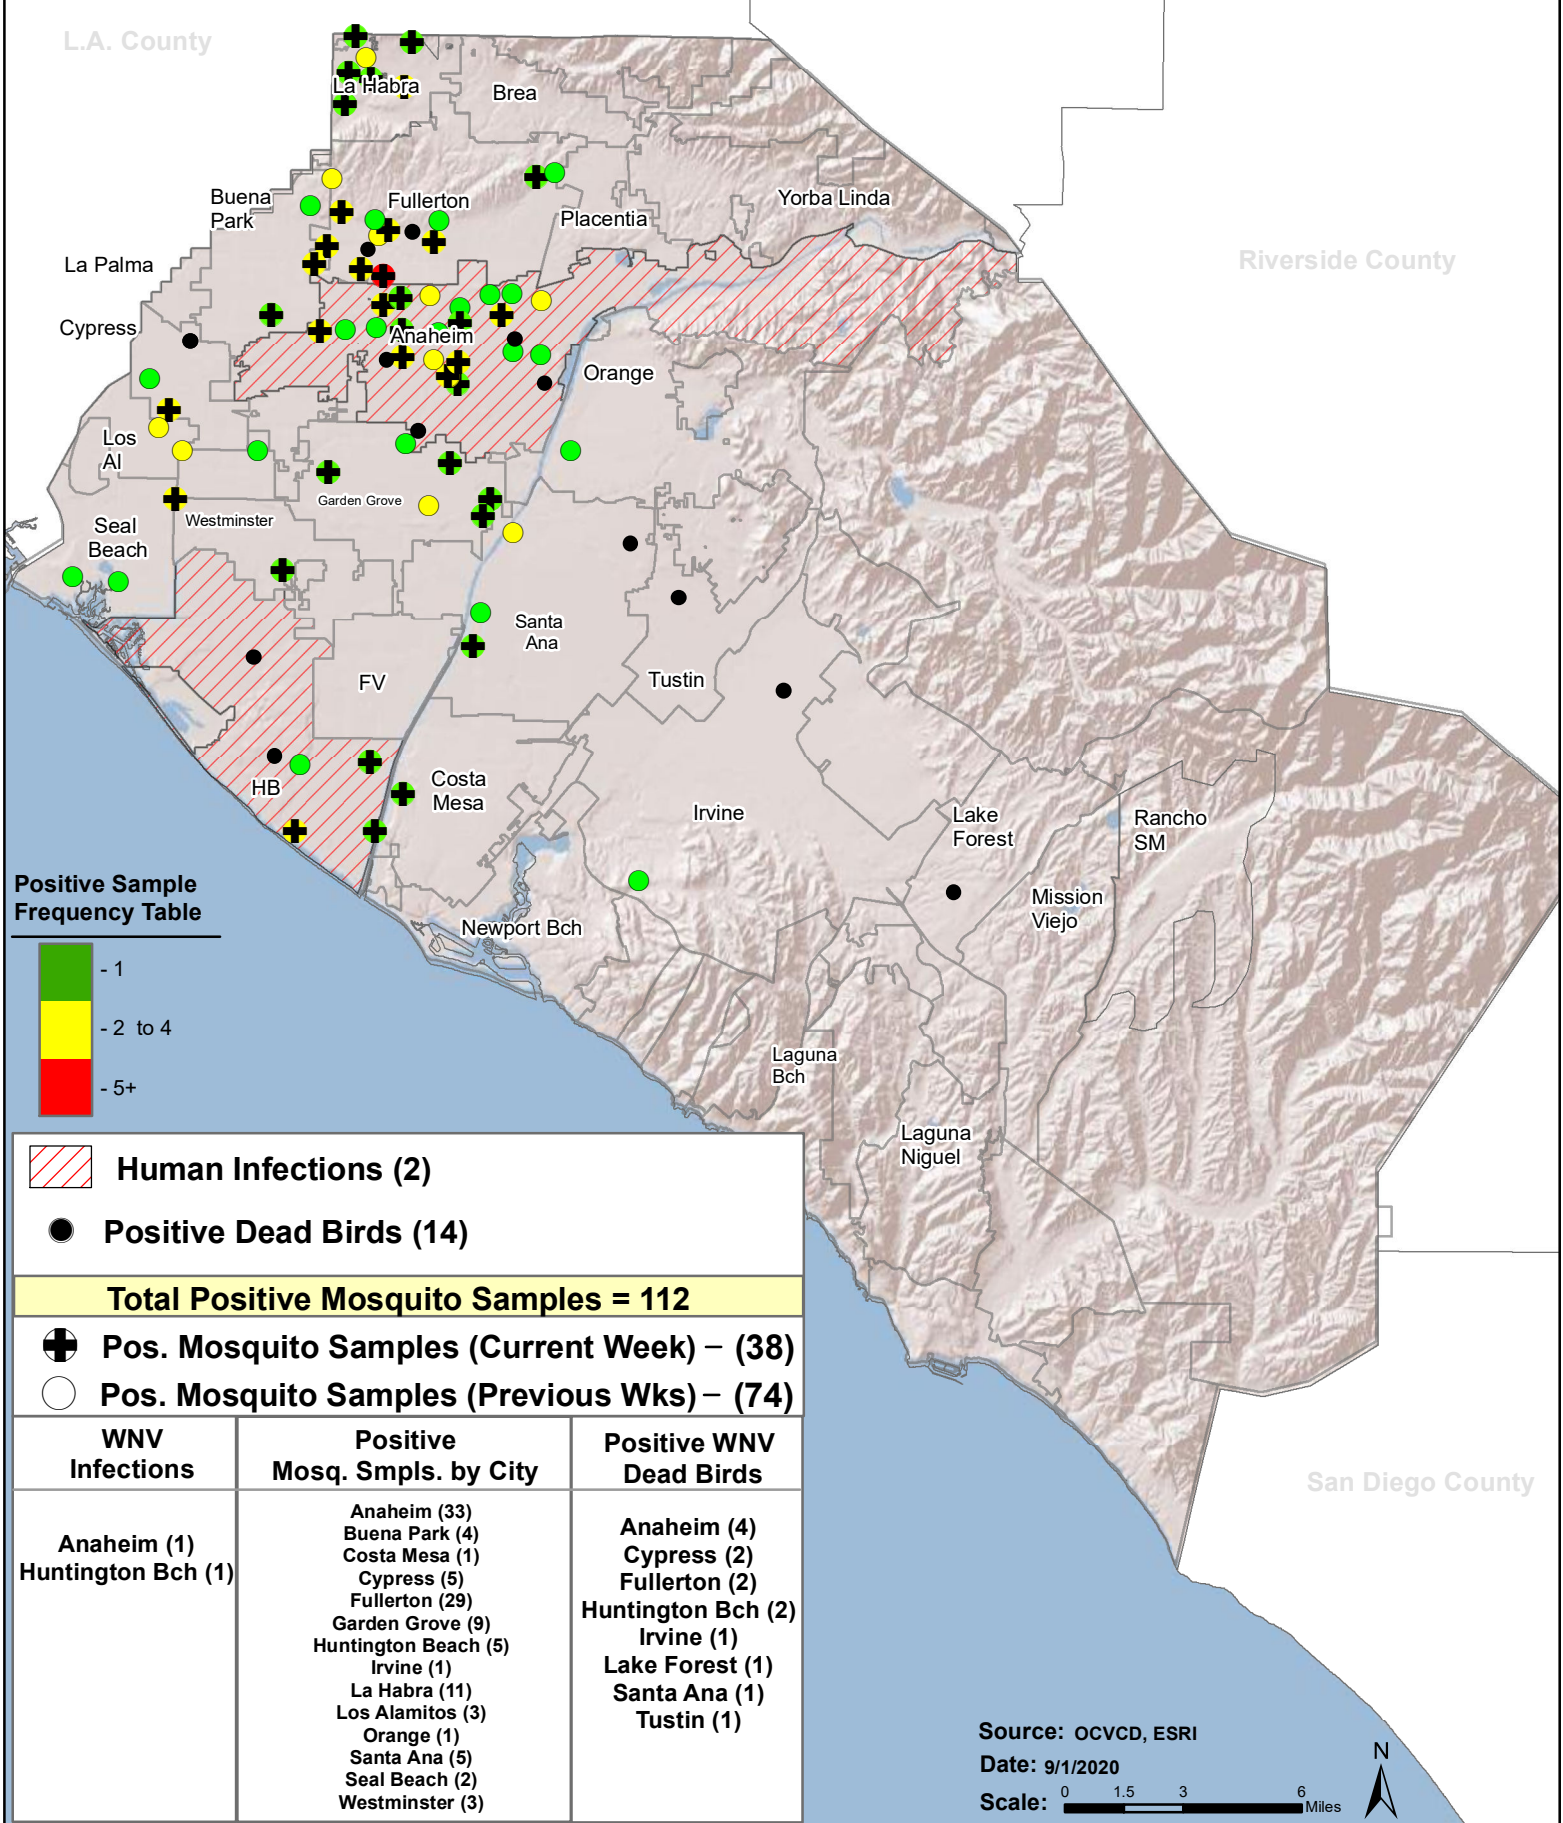 L.A. County
La Habra
Brea
Buena
Park
Fullerton
Placentia
Yorba Linda
La Palma
Riverside County
Cypress
Anaheim
Orange
Los
Al
Garden Grove
Westminster
Seal
Beach
Santa
Ana
FV
Tustin
Costa
Mesa
HB
Irvine
Lake
Forest
Rancho
SM
Mission
Viejo
Newport Bch
Laguna
Bch
Laguna
Niguel
San Diego County
Positive Sample
Frequency Table
- 1
- 2 to 4
- 5+
Human Infections (2)
Positive Dead Birds (14)
Total Positive Mosquito Samples = 112
Pos. Mosquito Samples (Current Week) – (38)
Pos. Mosquito Samples (Previous Wks) – (74)
WNV
Infections
Anaheim (1)
Huntington Bch (1)
Positive
Mosq. Smpls. by City
Anaheim (33)
Buena Park (4)
Costa Mesa (1)
Cypress (5)
Fullerton (29)
Garden Grove (9)
Huntington Beach (5)
Irvine (1)
La Habra (11)
Los Alamitos (3)
Orange (1)
Santa Ana (5)
Seal Beach (2)
Westminster (3)
Positive WNV
Dead Birds
Anaheim (4)
Cypress (2)
Fullerton (2)
Huntington Bch (2)
Irvine (1)
Lake Forest (1)
Santa Ana (1)
Tustin (1)
Source: OCVCD, ESRI
Date: 9/1/2020
Scale: 0 1.5 3 6 Miles
N